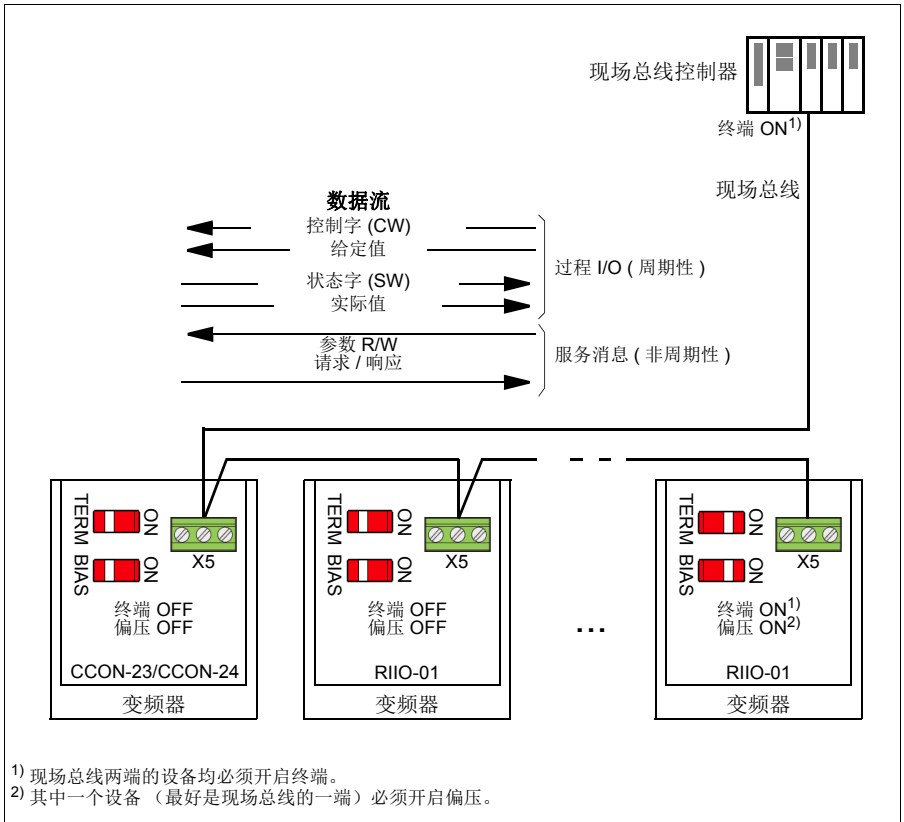 现场总线控制器
终端 ON1)
现场总线
数据流
控制字 (CW)
给定值
过程 I/O ( 周期性 )
状态字 (SW)
实际值
参数 R/W
请求 / 响应
服务消息 ( 非周期性 )
TERM
ON
BIAS
ON
X5
终端 OFF
偏压 OFF
CCON-23/CCON-24
变频器
TERM
ON
BIAS
ON
X5
终端 OFF
偏压 OFF
RIIO-01
变频器
...
TERM
ON
BIAS
ON
X5
终端 ON1)
偏压 ON2)
RIIO-01
变频器
1) 现场总线两端的设备均必须开启终端。
2) 其中一个设备 （最好是现场总线的一端）必须开启偏压。